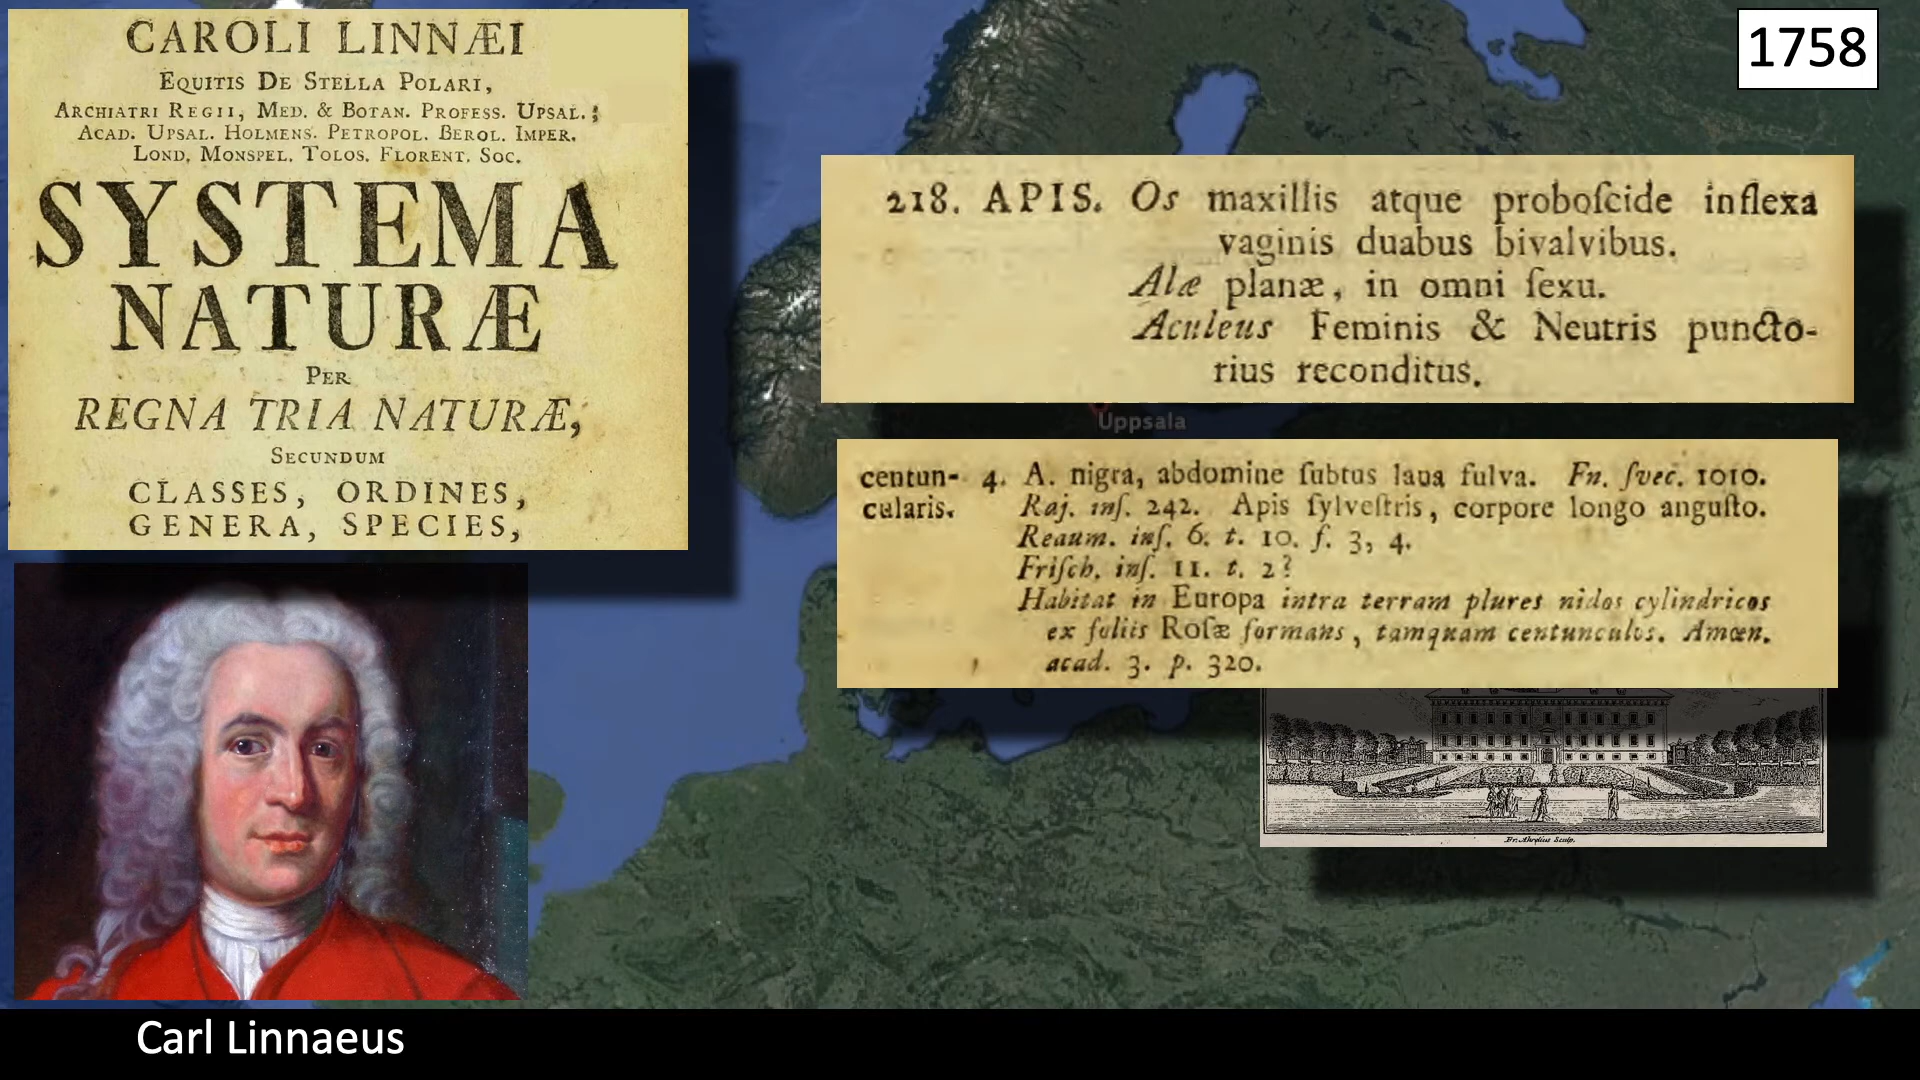 CAROLI LINNÆI
EQUITIS DE STELLA POLARI,
ARCHIATRI REGII, MED. & BOTAN. PROFESS. UPSAL.;
ACAD. UPSAL. HOLMENS. PETROPOL. BEROL. IMPER.
LOND. MONSPEL. TOLOS. FLORENT. SOC.
SYSTEMA
NATURÆ
PER
REGNA TRIA NATURÆ,
SECUNDUM
CLASSES, ORDINES,
GENERA, SPECIES,
1758
218. APIS. Os maxillis atque proboſcide inflexa
vaginis duabus bivalvibus.
Alæ planæ, in omni ſexu.
Aculeus Feminis & Neutris puncto-
rius reconditus.
Uppsala
centun- 4. A. nigra, abdomine ſubtus lana fulva. Fn. ſvec. 1010.
cularis. Raj. inſ. 242. Apis ſylveſtris, corpore longo anguſto.
Reaum. inſ. 6. t. 10. f. 3, 4.
Friſch. inſ. 11. t. 2?
Habitat in Europa intra terram plures nidos cylindricos
ex foliis Roſæ formans, tamquam centunculos. Amœn.
acad. 3. p. 320.
Sculp.
Carl Linnaeus